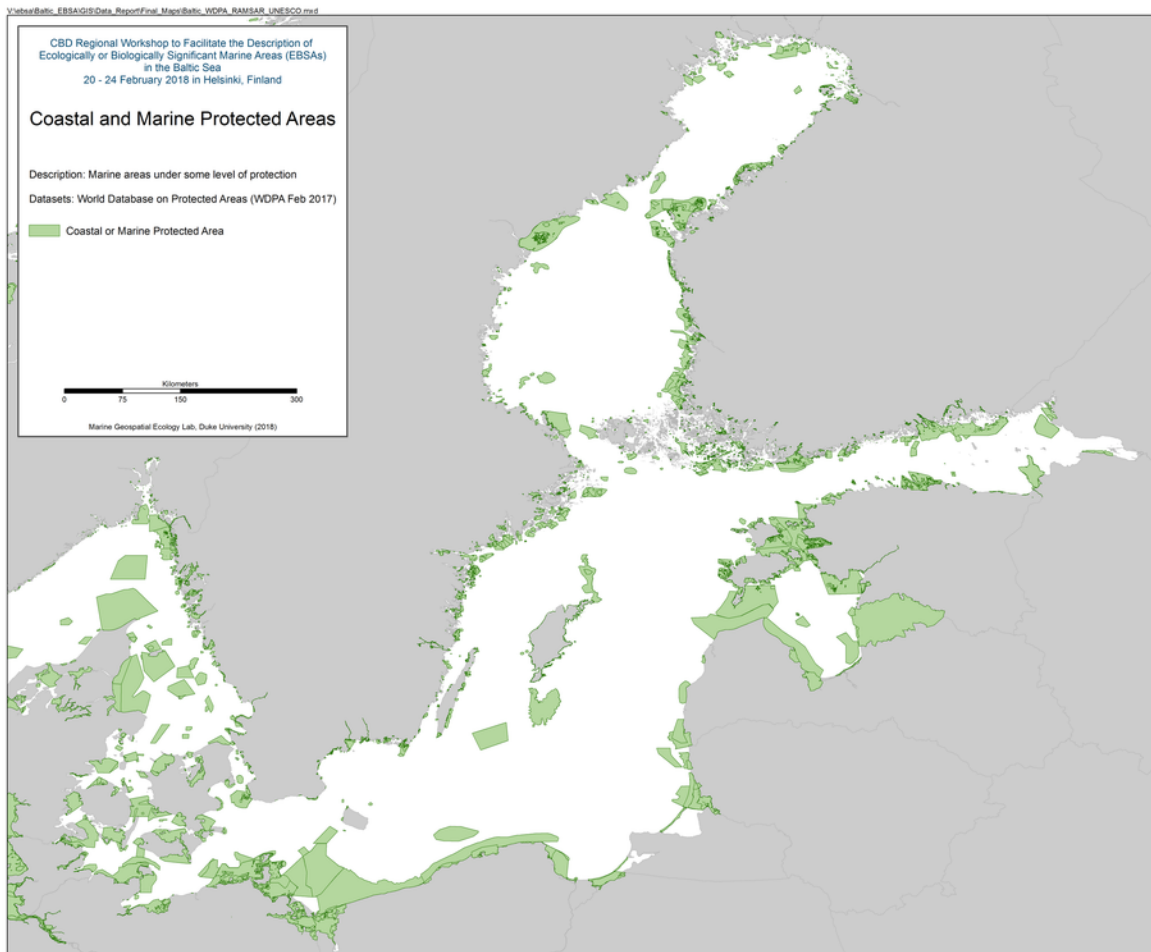 V:\ebsa\Baltic_EBSA\GIS\Data_Report\Final_Maps\Baltic_WDPA_RAMSAR_UNESCO.mxd
CBD Regional Workshop to Facilitate the Description of
Ecologically or Biologically Significant Marine Areas (EBSAs)
in the Baltic Sea
20 - 24 February 2018 in Helsinki, Finland
Coastal and Marine Protected Areas
Description: Marine areas under some level of protection
Datasets: World Database on Protected Areas (WDPA Feb 2017)
Coastal or Marine Protected Area
Kilometers
0 75 150 300
Marine Geospatial Ecology Lab, Duke University (2018)